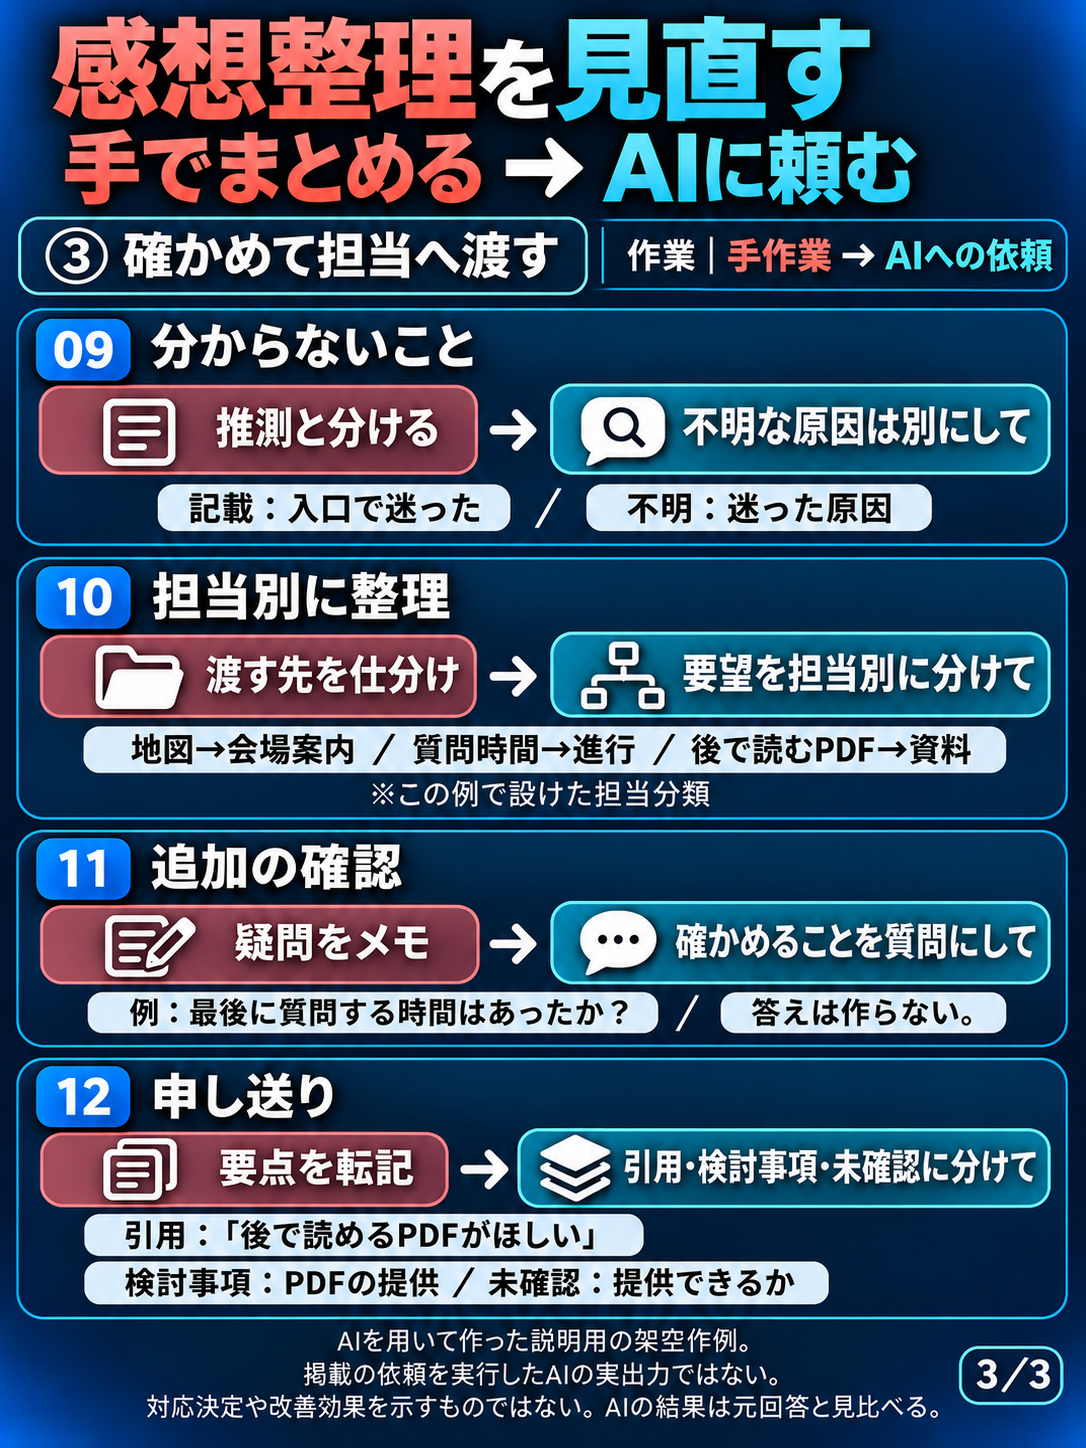 感想整理を見直す
手でまとめる→AIに頼む
③ 確かめて担当へ渡す
作業｜手作業→AIへの依頼
09 分からないこと
推測と分ける → 不明な原因は別にして
記載：入口で迷った / 不明：迷った原因
10 担当別に整理
渡す先を仕分け → 要望を担当別に分けて
地図→会場案内 / 質問時間→進行 / 後で読むPDF→資料
※この例で設けた担当分類
11 追加の確認
疑問をメモ → 確かめることを質問にして
例：最後に質問する時間はあったか？ / 答えは作らない。
12 申し送り
要点を転記 → 引用・検討事項・未確認に分けて
引用：「後で読めるPDFがほしい」
検討事項：PDFの提供 / 未確認：提供できるか
AIを用いて作った説明用の架空作例。
掲載の依頼を実行したAIの実出力ではない。
対応決定や改善効果を示すものではない。AIの結果は元回答と見比べる。
3/3